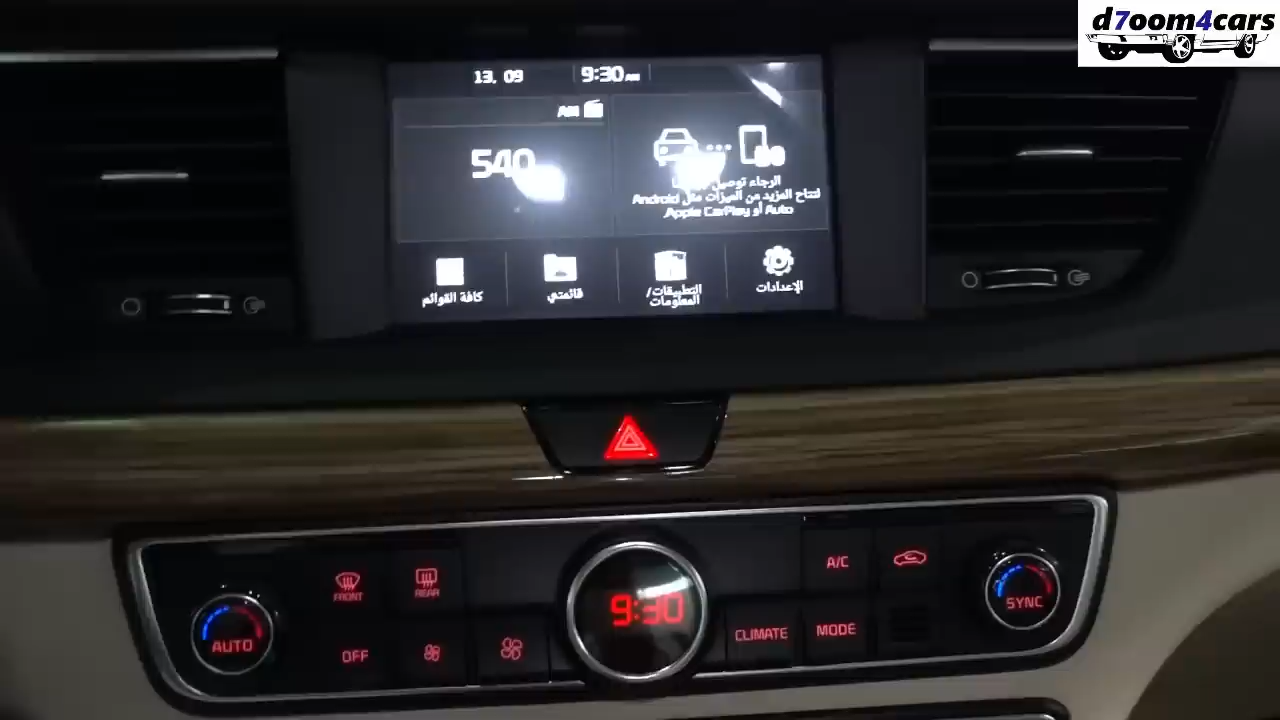 d7oom4cars
13, 09
9:30 AM
AM
540
الرجاء توصيل
لتتاح المزيد من الميزات مثل Android
Auto أو Apple CarPlay.
كافة القوائم
قائمتي
التطبيقات/
المعلومات
الإعدادات
FRONT
REAR
A/C
9:30
AUTO
OFF
CLIMATE
MODE
SYNC